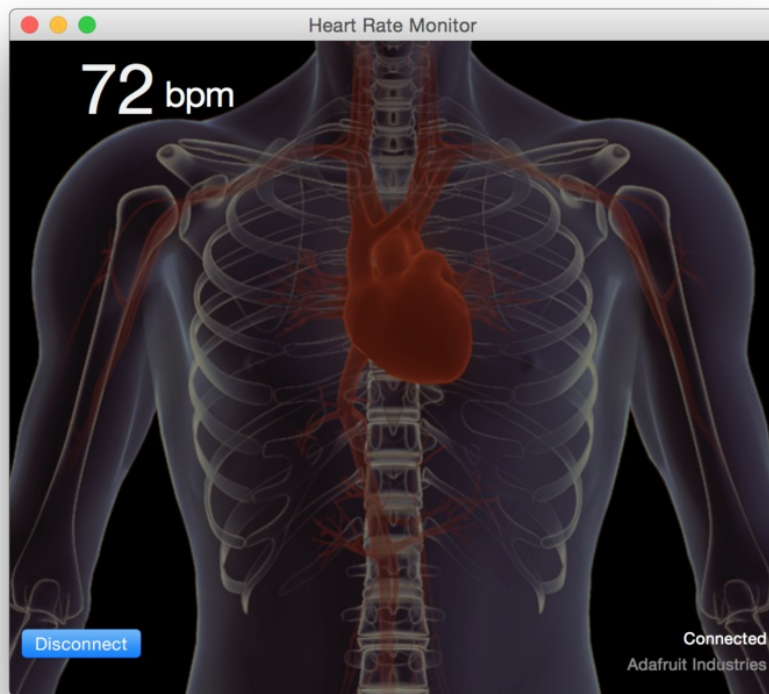 Heart Rate Monitor
72 bpm
Disconnect
Connected
Adafruit Industries